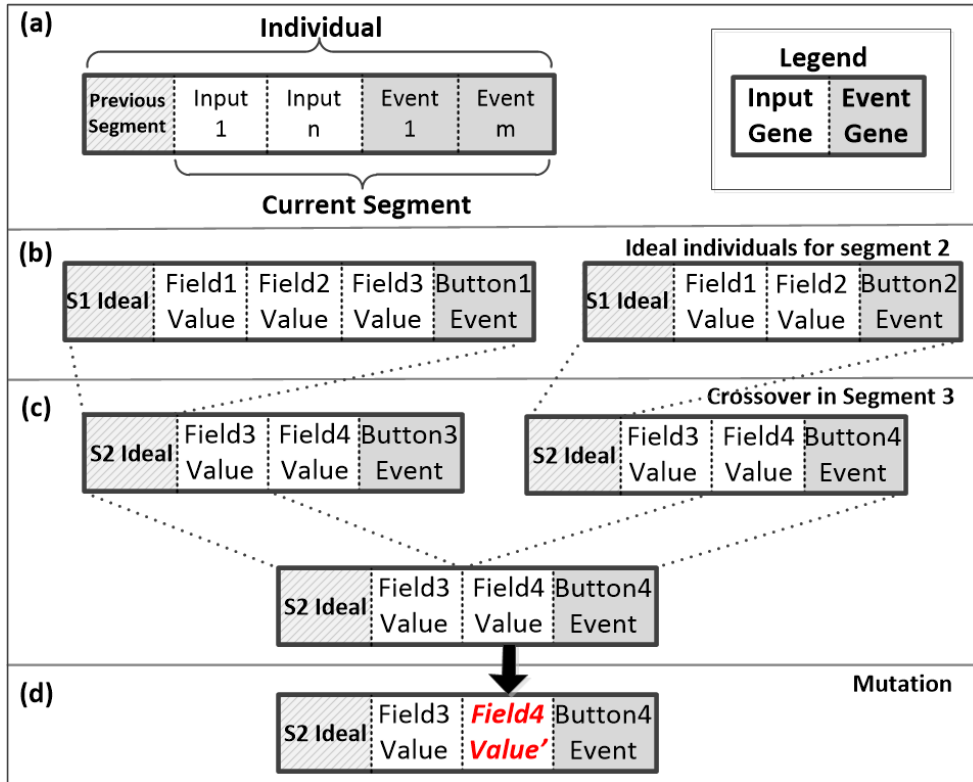 (a)
Individual
Previous Segment
Input 1
Input n
Event 1
Event m
Current Segment
Legend
Input Gene
Event Gene
(b)
Ideal individuals for segment 2
S1 Ideal
Field1 Value
Field2 Value
Field3 Value
Button1 Event
S1 Ideal
Field1 Value
Field2 Value
Button2 Event
(c)
Crossover in Segment 3
S2 Ideal
Field3 Value
Field4 Value
Button3 Event
S2 Ideal
Field3 Value
Field4 Value
Button4 Event
S2 Ideal
Field3 Value
Field4 Value
Button4 Event
(d)
Mutation
S2 Ideal
Field3 Value
Field4 Value’
Button4 Event